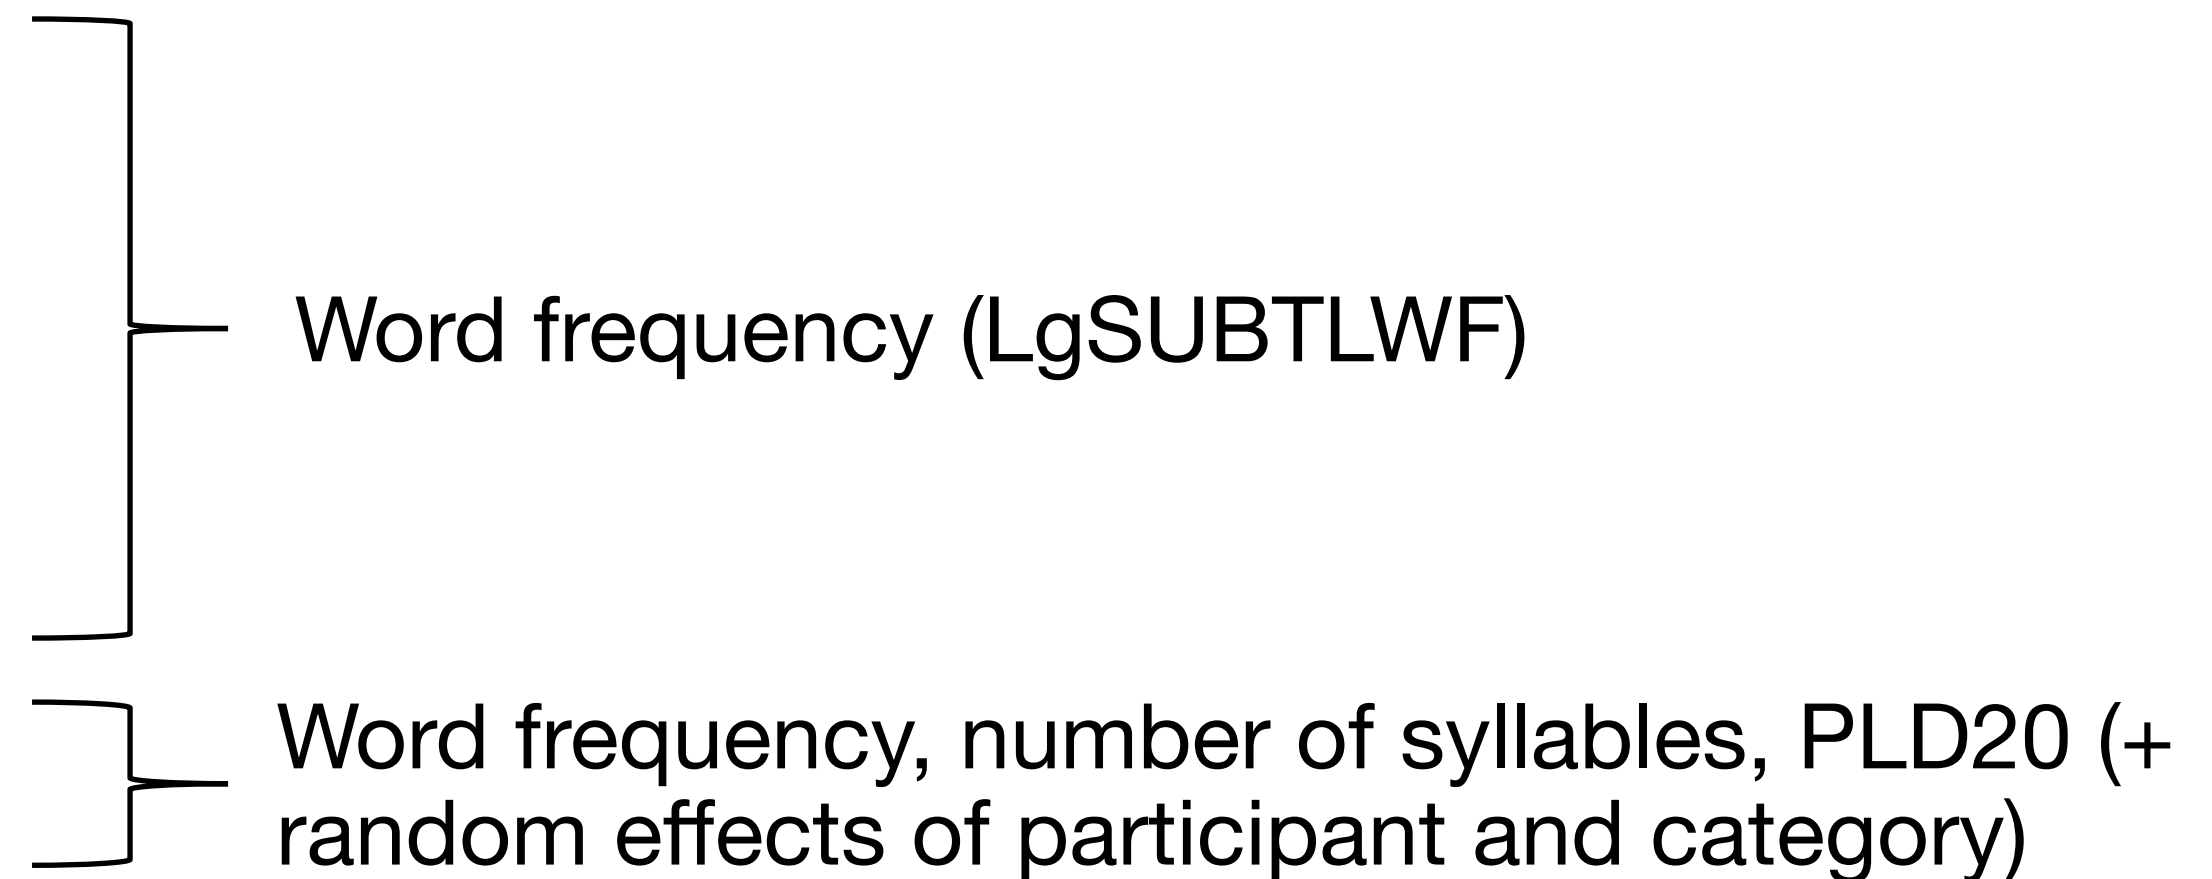 Word frequency (LgSUBTLWF)
Word frequency, number of syllables, PLD20 (+
random effects of participant and category)